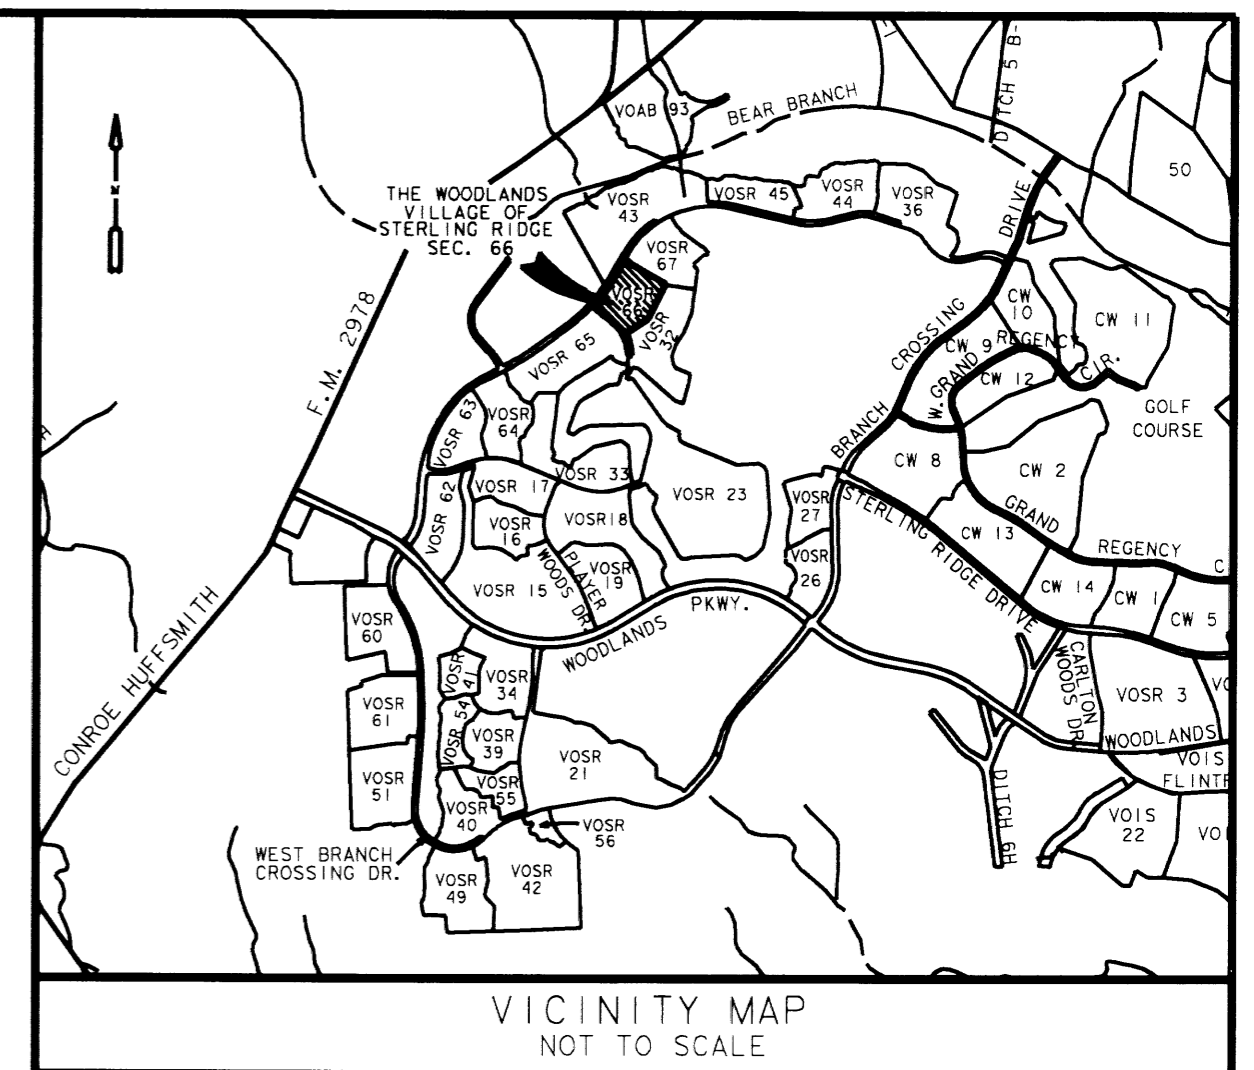 DITCH 5 B-
VOAB 93
BEAR BRANCH
50
THE WOODLANDS
VILLAGE OF
STERLING RIDGE
SEC. 66
VOSR
43
VOSR 45
VOSR
44
VOSR
36
DRIVE
N
VOSR
67
VOSR
66
VOSR
32
F. M. 2978
VOSR 65
CROSSING
CW
10
CW 11
CW 9
REGENCY
CIR.
W. GRAND
CW 12
GOLF
COURSE
VOSR 63
VOSR
64
BRANCH
CW 8
CW 2
VOSR 62
VOSR 17
VOSR 33
VOSR 23
VOSR
27
VOSR
16
VOSR18
STERLING RIDGE DRIVE
GRAND
CW 13
REGENCY
C
VOSR 15
WOODS DR.
PLAYER
VOSR
19
VOSR
26
CW 14
CW 1
CW 5
PKWY.
WOODLANDS
CONROE HUFFSMITH
VOSR
60
VOSR
41
VOSR
34
CARLTON
WOODS DR.
VOSR 3
VO
VOSR
61
VOSR 54
VOSR
39
WOODLANDS
VOSR
21
VOIS
FLINTR
VOSR
51
VOSR
55
VOSR
40
VOSR
56
DITCH H9
VOIS
22
VOI
WEST BRANCH
CROSSING DR.
VOSR
49
VOSR
42
VICINITY MAP
NOT TO SCALE